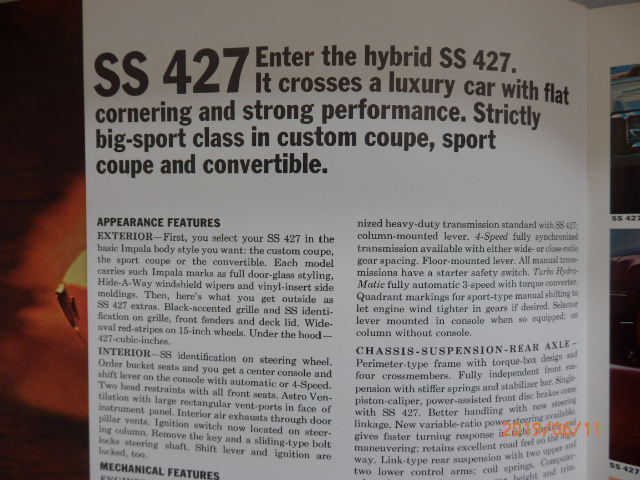 SS 427 Enter the hybrid SS 427.
It crosses a luxury car with flat
cornering and strong performance. Strictly
big-sport class in custom coupe, sport
coupe and convertible.
APPEARANCE FEATURES
EXTERIOR—First, you select your SS 427 in the
basic Impala body style you want: the custom coupe,
the sport coupe or the convertible. Each model
carries such Impala marks as full door-glass styling,
Hide-A-Way windshield wipers and vinyl-insert side
moldings. Then, here's what you get outside as
SS 427 extras. Black-accented grille and SS identi-
fication on grille, front fenders and deck lid. Wide-
oval red-stripes on 15-inch wheels. Under the hood—
427-cubic-inches.
INTERIOR—SS identification on steering wheel.
Order bucket seats and you get a center console and
shift lever on the console with automatic or 4-Speed.
Two head restraints with all front seats. Astro Ven-
tilation with large rectangular vent-ports in face of
instrument panel. Interior air exhausts through door
pillar vents. Ignition switch now located on steer-
ing column. Remove the key and a sliding-type bolt
locks steering shaft. Shift lever and ignition are
locked, too.
MECHANICAL FEATURES
nized heavy-duty transmission standard with SS 427;
column-mounted lever. 4-Speed fully synchronized
transmission available with either wide- or close-ratio
gear spacing. Floor-mounted lever. All manual trans-
missions have a starter safety switch. Turbo Hydra-
Matic fully automatic 3-speed with torque converter.
Quadrant markings for sport-type manual shifting to
let engine wind tighter in gears if desired. Selector
lever mounted in console when so equipped; on
column without console.
CHASSIS-SUSPENSION-REAR AXLE—
Perimeter-type frame with torque-box design and
four crossmembers. Fully independent front sus-
pension with stiffer springs and stabilizer bar. Single-
piston-caliper, power-assisted front disc brakes come
with SS 427. Better handling with new steering
linkage. New variable-ratio power steering available;
gives faster turning response in tight
maneuvering; retains excellent road feel on the
way. Link-type rear suspension with two upper and
two lower control arms; coil springs. Computer-
height and trim.
SS 427
SS 427
2019/06/11